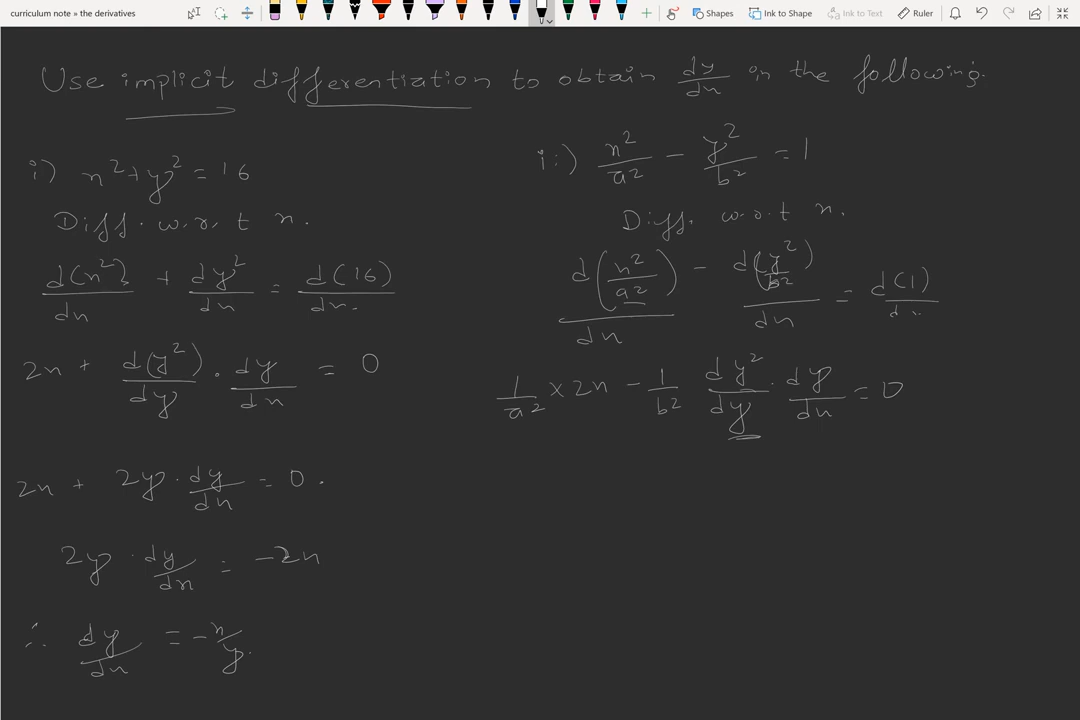 curriculum note » the derivatives
Shapes Ink to Shape Ink to Text Ruler
Use implicit differentiation to obtain dy/dx in the following.
i) x² + y² = 16
Diff. w.r.t x.
d(x²)/dx + dy²/dx = d(16)/dx.
2x + d(y²)/dy · dy/dx = 0
2x + 2y · dy/dx = 0.
2y · dy/dx = -2x
∴ dy/dx = -x/y.
ii) x²/a² - y²/b² = 1
Diff. w.r.t x.
d(x²/a²)/dx - d(y²/b²)/dx = d(1)/dx
1/a² × 2x - 1/b² dy²/dy · dy/dx = 0